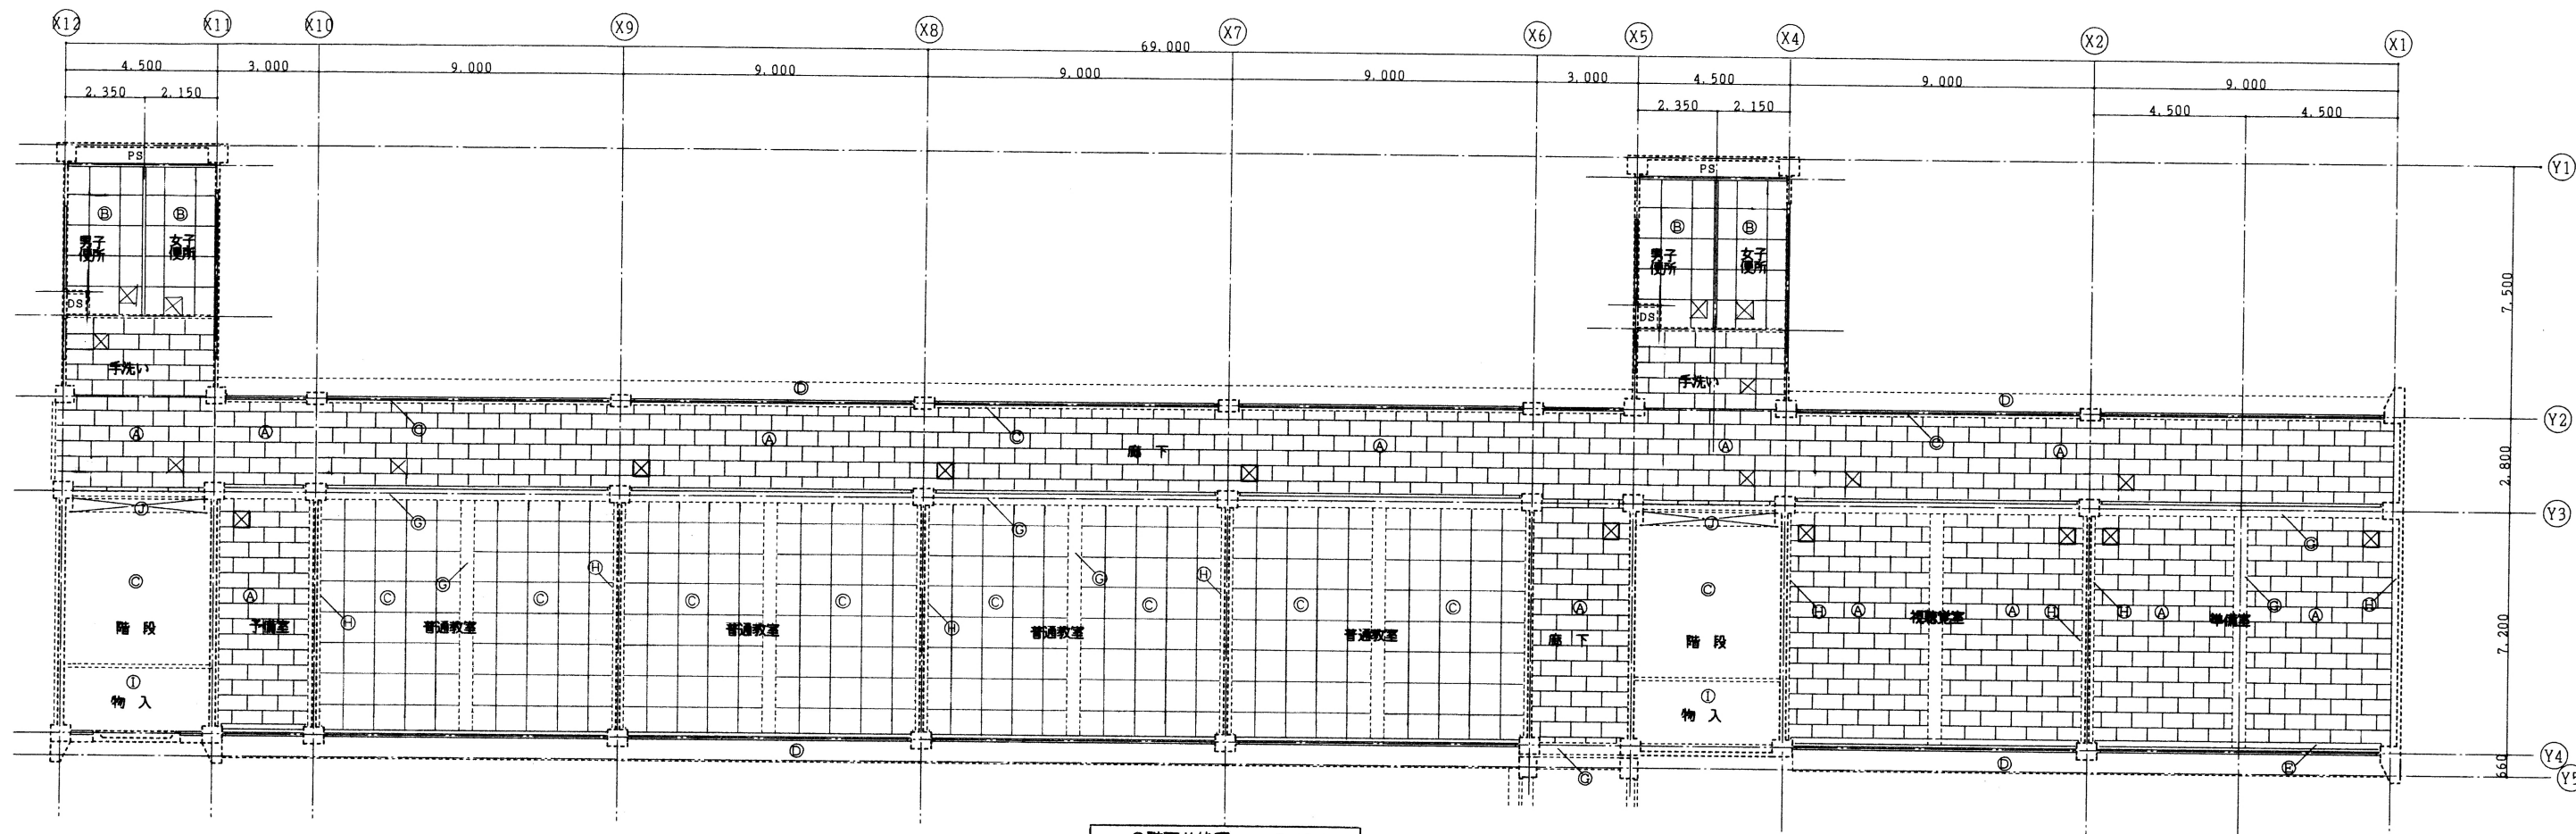 X12 X11 X10 X9 X8 X7 X6 X5 X4 X2 X1
69.000
4.500 3.000 9.000 9.000 9.000 9.000 3.000 4.500 9.000 9.000
2.350 2.150 2.350 2.150 4.500 4.500
PS PS Y1
B B B B
男子 女子 男子 女子
便所 便所 便所 便所
DS DS
7.500
手洗い 手洗い
D D
Y2
A A A A A A
C C
廊 下
2.800
Y3
J J
G G G
C H G C C C C H C G C C C A C H A A H H A G A H
H H
階 段 予備室 普通教室 普通教室 普通教室 普通教室 廊 下 階 段 視聴覚室 準備室
A
7.200
I I
物 入 物 入
D G D E
Y4
660
Y5